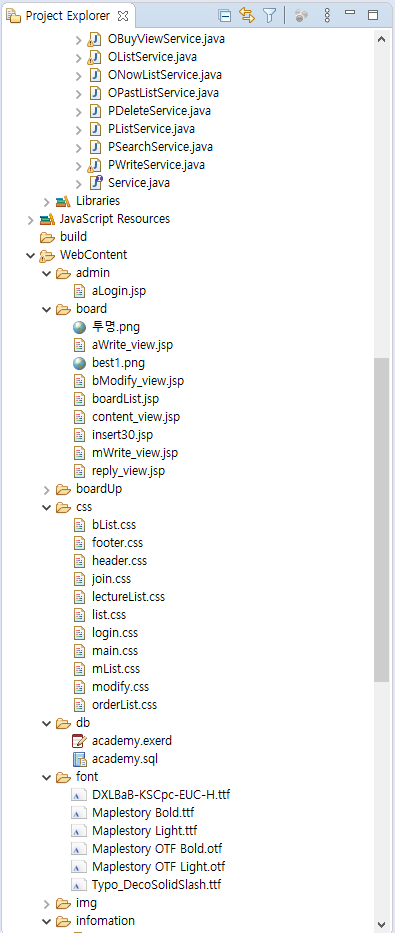 Project Explorer
OBuyViewService.java
OListService.java
ONowListService.java
OPastListService.java
PDeleteService.java
PListService.java
PSearchService.java
PWriteService.java
Service.java
Libraries
JavaScript Resources
build
WebContent
admin
aLogin.jsp
board
투명.png
aWrite_view.jsp
best1.png
bModify_view.jsp
boardList.jsp
content_view.jsp
insert30.jsp
mWrite_view.jsp
reply_view.jsp
boardUp
css
bList.css
footer.css
header.css
join.css
lectureList.css
list.css
login.css
main.css
mList.css
modify.css
orderList.css
db
academy.exerd
academy.sql
font
DXLBaB-KSCpc-EUC-H.ttf
Maplestory Bold.ttf
Maplestory Light.ttf
Maplestory OTF Bold.otf
Maplestory OTF Light.otf
Typo_DecoSolidSlash.ttf
img
infomation